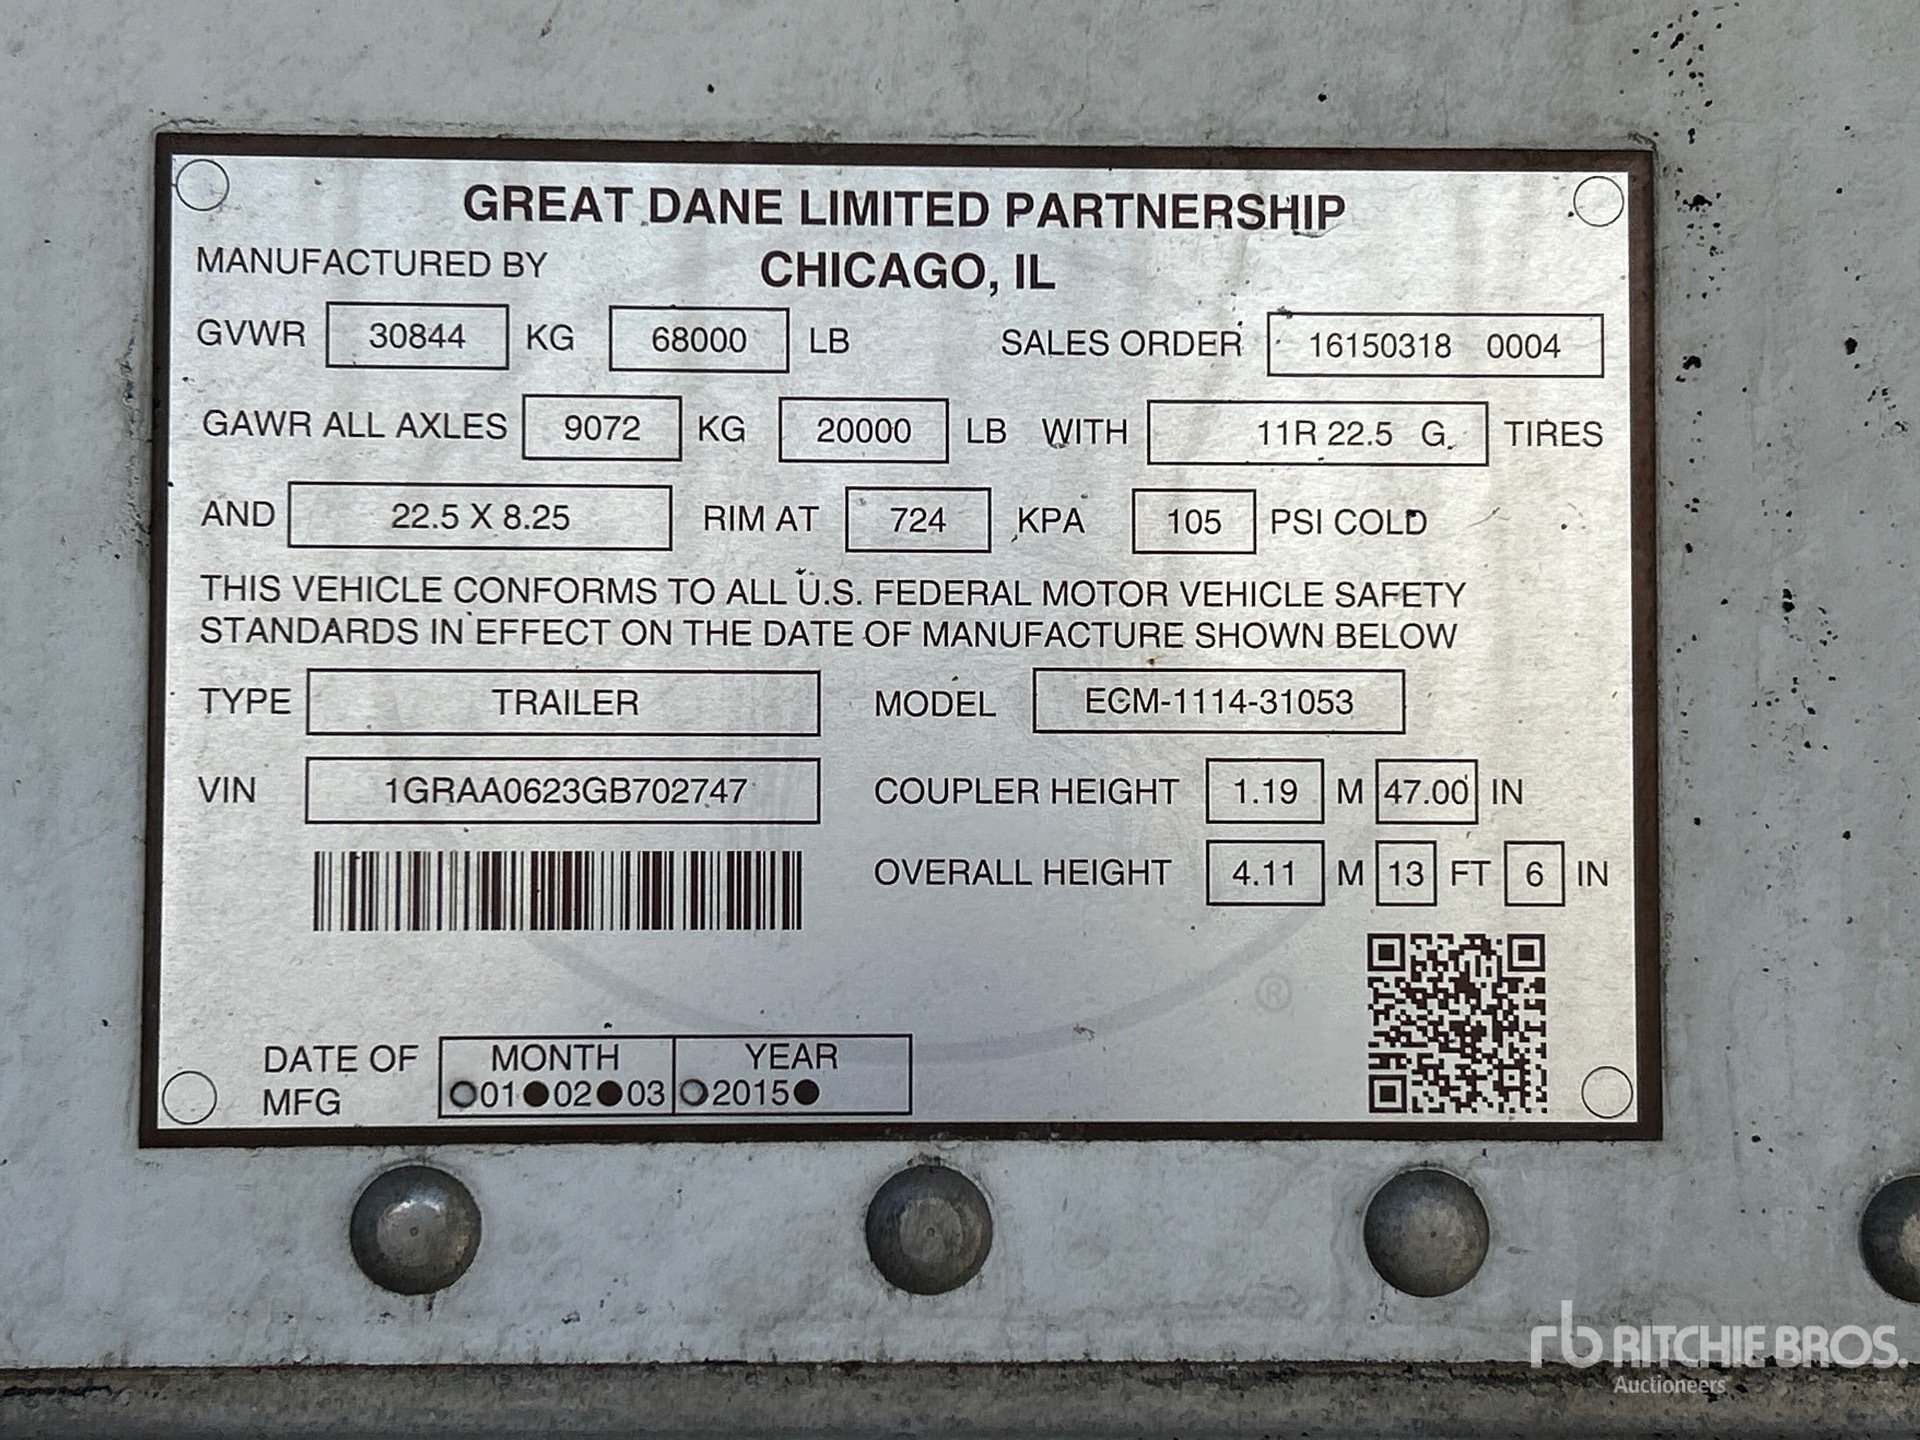 GREAT DANE LIMITED PARTNERSHIP
MANUFACTURED BY CHICAGO, IL
GVWR 30844 KG 68000 LB SALES ORDER 16150318 0004
GAWR ALL AXLES 9072 KG 20000 LB WITH 11R 22.5 G TIRES
AND 22.5 X 8.25 RIM AT 724 KPA 105 PSI COLD
THIS VEHICLE CONFORMS TO ALL U.S. FEDERAL MOTOR VEHICLE SAFETY
STANDARDS IN EFFECT ON THE DATE OF MANUFACTURE SHOWN BELOW
TYPE TRAILER MODEL ECM-1114-31053
VIN 1GRAA0623GB702747 COUPLER HEIGHT 1.19 M 47.00 IN
OVERALL HEIGHT 4.11 M 13 FT 6 IN
®
DATE OF MONTH YEAR
MFG 01 02 03 2015
rb RITCHIE BROS.
Auctioneers